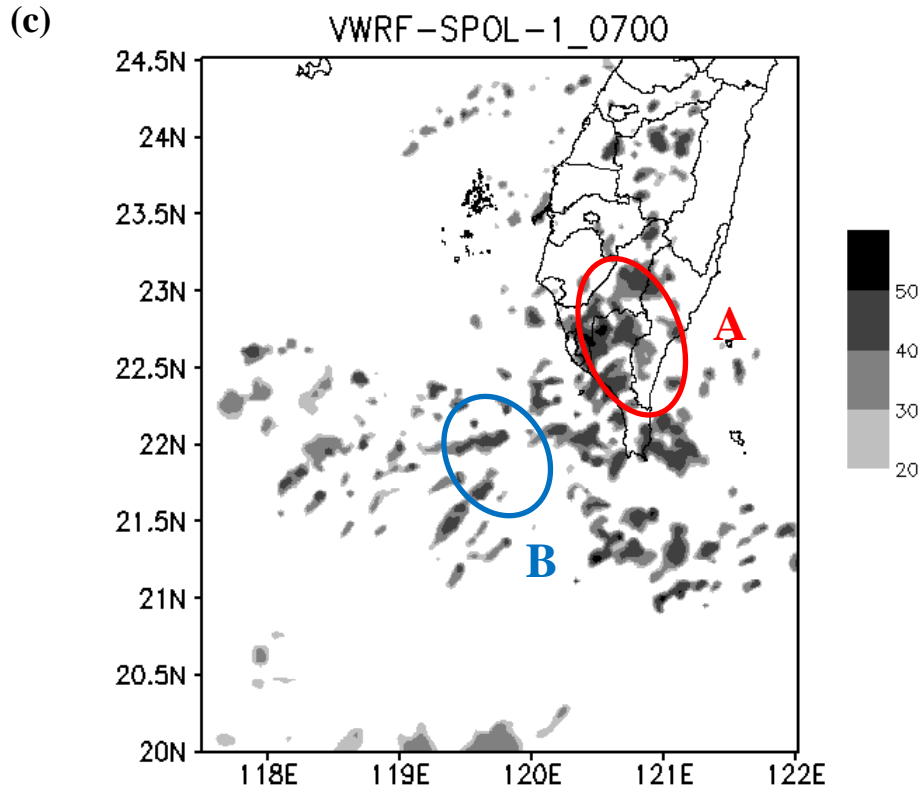 (c)
VWRF-SPOL-1_0700
24.5N
24N
23.5N
23N
22.5N
22N
21.5N
21N
20.5N
20N
118E 119E 120E 121E 122E
A
B
50
40
30
20